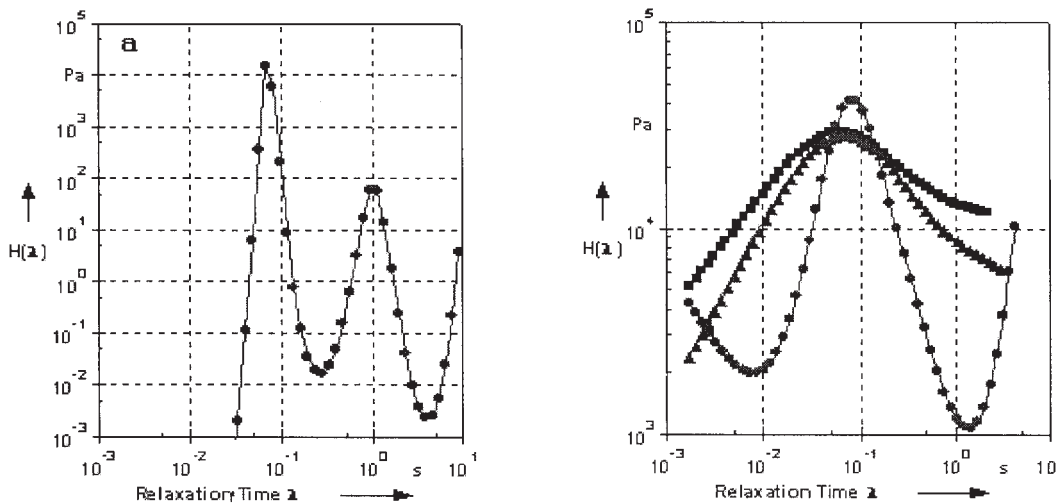 a
10^5
Pa
10^3
10^2
10^1
10^0
10^-1
10^-2
10^-3
H(λ)
10^-3 10^-2 10^-1 10^0 s 10^1
Relaxation Time λ
10^5
Pa
10^4
10^3
H(λ)
10^-3 10^-2 10^-1 10^0 s 10^1
Relaxation Time λ